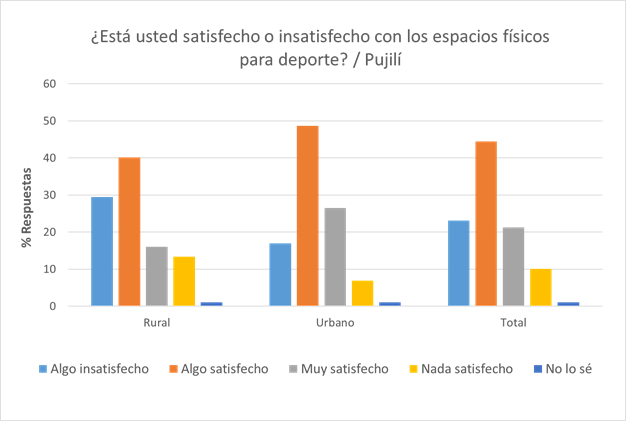 ¿Está usted satisfecho o insatisfecho con los espacios físicos
para deporte? / Pujilí
% Respuestas
60
50
40
30
20
10
0
Rural Urbano Total
Algo insatisfecho Algo satisfecho Muy satisfecho Nada satisfecho No lo sé